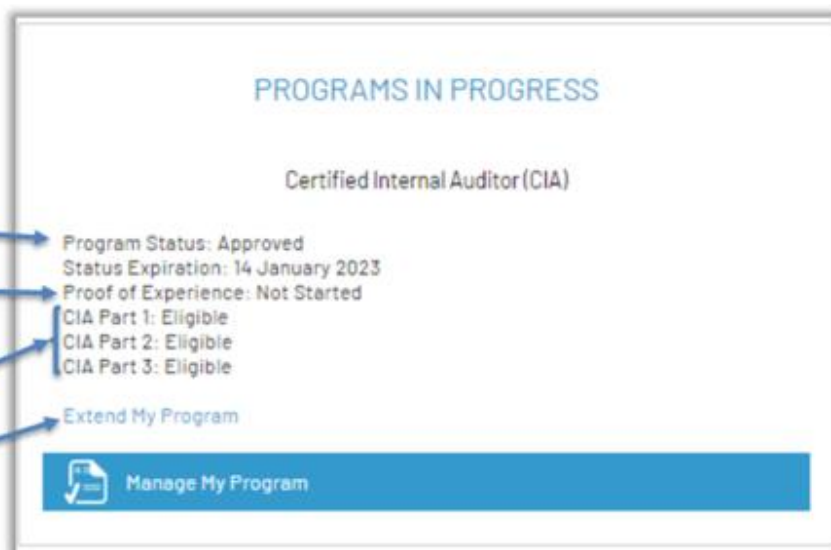 PROGRAMS IN PROGRESS
Certified Internal Auditor (CIA)
Program Status: Approved
Status Expiration: 14 January 2023
Proof of Experience: Not Started
CIA Part 1: Eligible
CIA Part 2: Eligible
CIA Part 3: Eligible
Extend My Program
Manage My Program